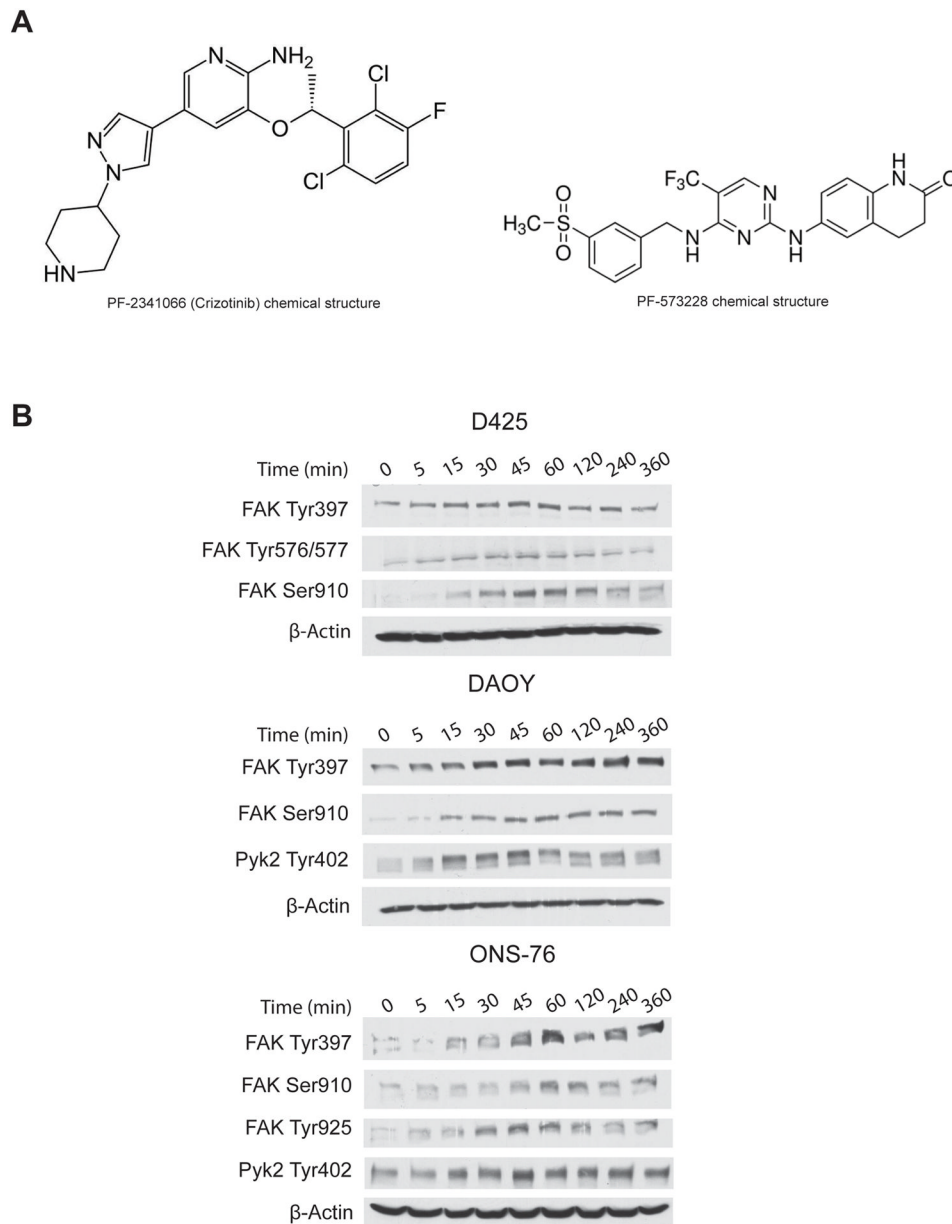 A
N
NH2
Cl
F
N
O
N
Cl
HN
PF-2341066 (Crizotinib) chemical structure
F3C
N
H
N
O
O
H3C
S
O
N
H
N
N
H
PF-573228 chemical structure
B
D425
Time (min) 0 5 15 30 45 60 120 240 360
FAK Tyr397
FAK Tyr576/577
FAK Ser910
β-Actin
DAOY
Time (min) 0 5 15 30 45 60 120 240 360
FAK Tyr397
FAK Ser910
Pyk2 Tyr402
β-Actin
ONS-76
Time (min) 0 5 15 30 45 60 120 240 360
FAK Tyr397
FAK Ser910
FAK Tyr925
Pyk2 Tyr402
β-Actin